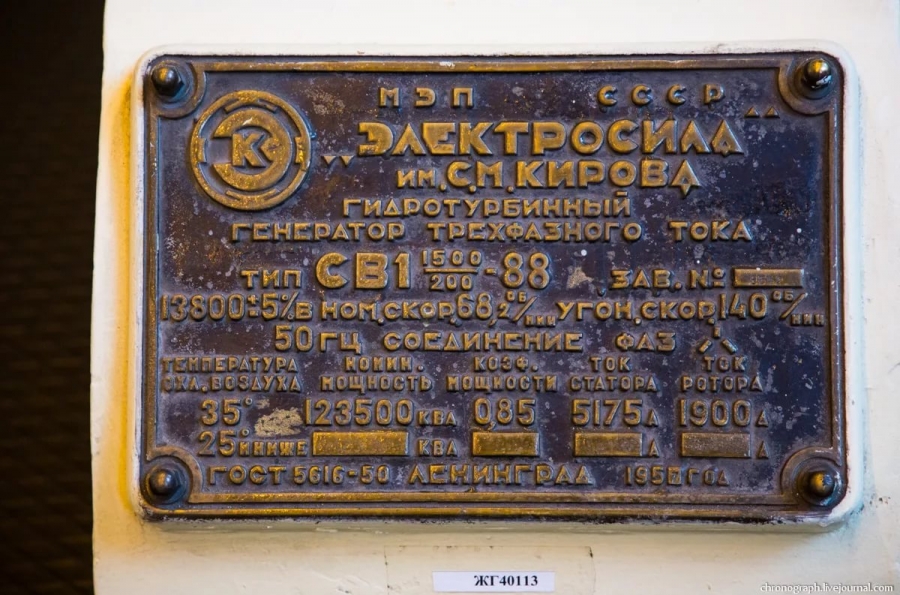 МЭП СССР
„ЭЛЕКТРОСИЛА"
ИМ. С.М. КИРОВА
ГИДРОТУРБИННЫЙ
ГЕНЕРАТОР ТРЕХФАЗНОГО ТОКА
ТИП СВ1 1500/200-88 ЗАВ. №
13800±5% В НОМ. СКОР. 68,2 ОБ/МИН УГОН. СКОР. 140 ОБ/МИН
50 ГЦ СОЕДИНЕНИЕ ФАЗ
ТЕМПЕРАТУРА НОМИН. КОЭФ. ТОК ТОК
ОХЛ. ВОЗДУХА МОЩНОСТЬ МОЩНОСТИ СТАТОРА РОТОРА
35° 123500 КВА 0,85 5175 А 1900 А
25° И НИЖЕ КВА А А
ГОСТ 5616-50 ЛЕНИНГРАД ГОД
ЖГ40113
chronograph.livejournal.com